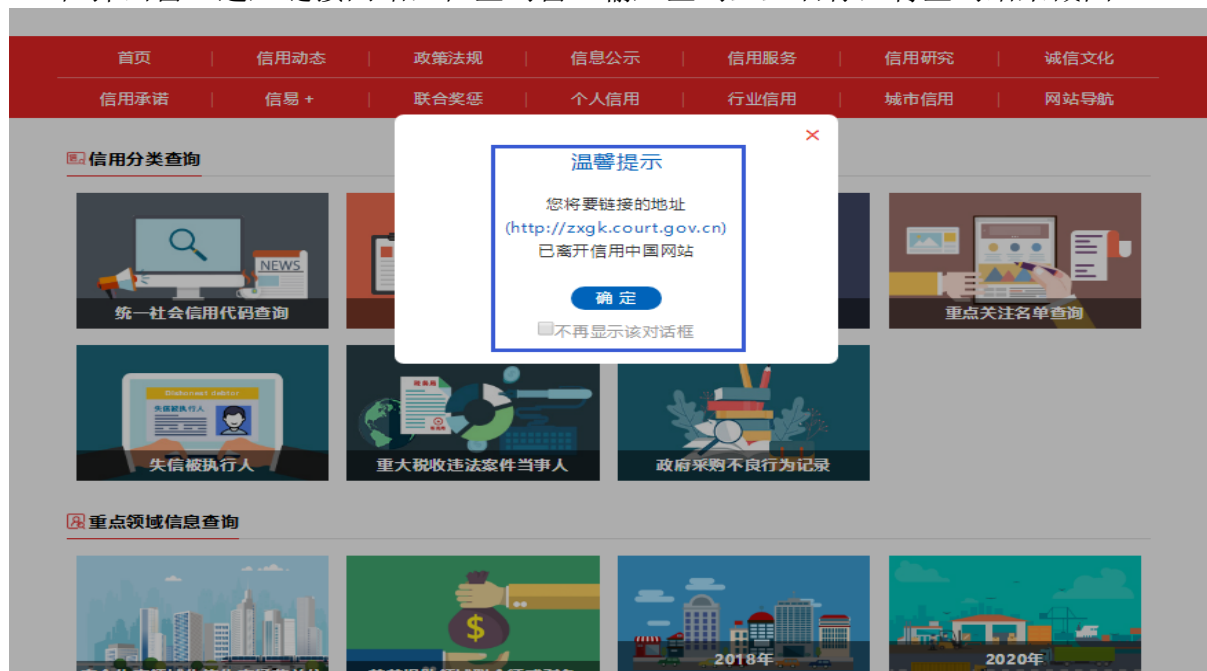 首页 信用动态 政策法规 信息公示 信用服务 信用研究 诚信文化
信用承诺 信易+ 联合奖惩 个人信用 行业信用 城市信用 网站导航
×
信用分类查询
温馨提示
您将要链接的地址
(http://zxgk.court.gov.cn)
已离开信用中国网站
确定
不再显示该对话框
NEWS
统一社会信用代码查询
重点关注名单查询
失信被执行人
失信被执行人
重大税收违法案件当事人
政府采购不良行为记录
重点领域信息查询
$
2018年
2020年